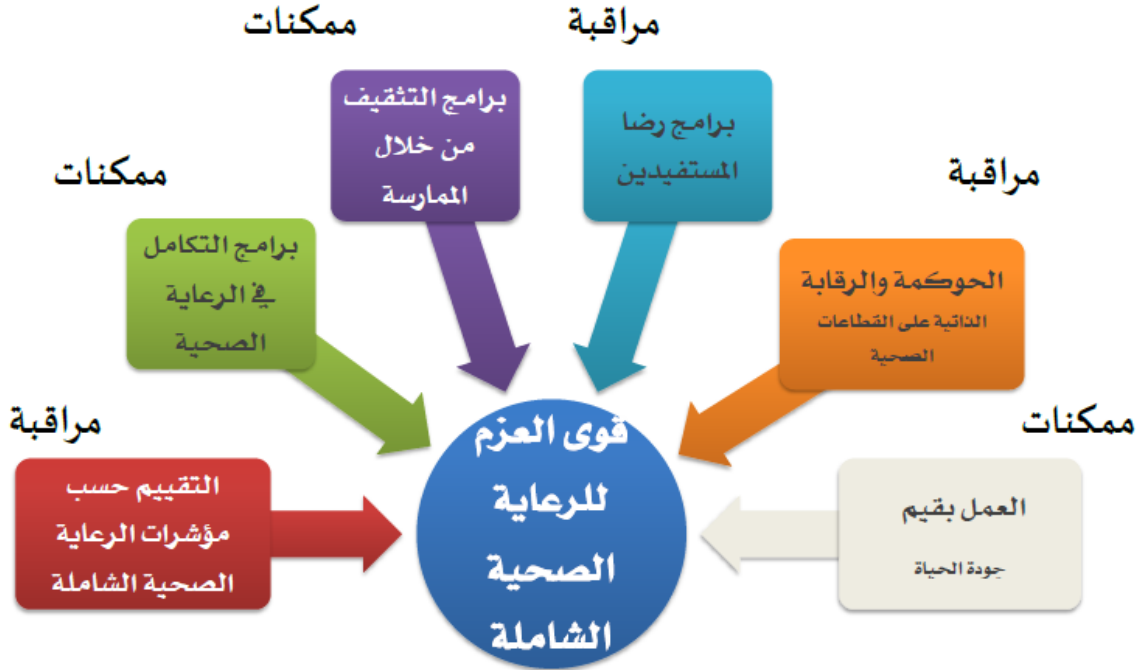 مراقبة
ممكنات
برامج رضا
المستفيدين
برامج التثقيف
من خلال
الممارسة
مراقبة
ممكنات
الحوكمة والرقابة
الذاتية على القطاعات
الصحية
برامج التكامل
في الرعاية
الصحية
ممكنات
مراقبة
العمل بقيم
جودة الحياة
قوى العزم
للرعاية
الصحية
الشاملة
التقييم حسب
مؤشرات الرعاية
الصحية الشاملة